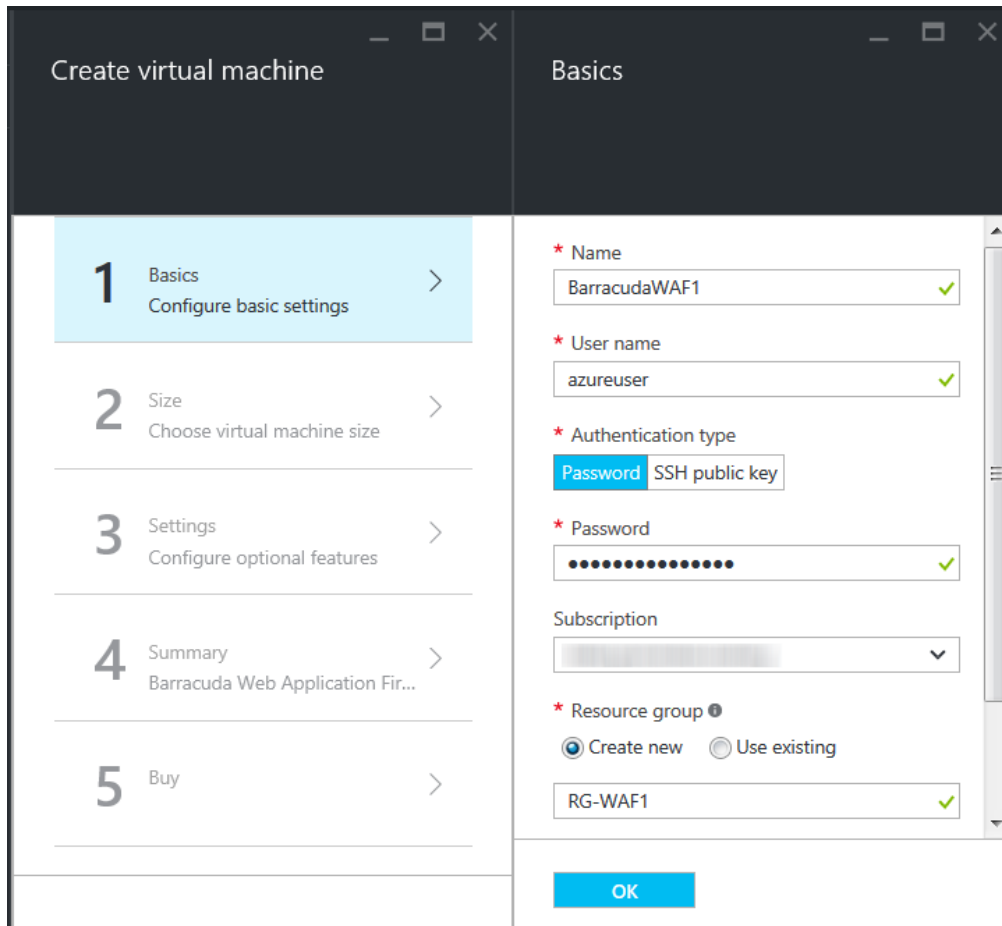 Create virtual machine
1
Basics
Configure basic settings
2
Size
Choose virtual machine size
3
Settings
Configure optional features
4
Summary
Barracuda Web Application Fir...
5
Buy
Basics
* Name
BarracudaWAF1
* User name
azureuser
* Authentication type
Password SSH public key
* Password
•••••••••••••••
Subscription
* Resource group
Create new Use existing
RG-WAF1
OK